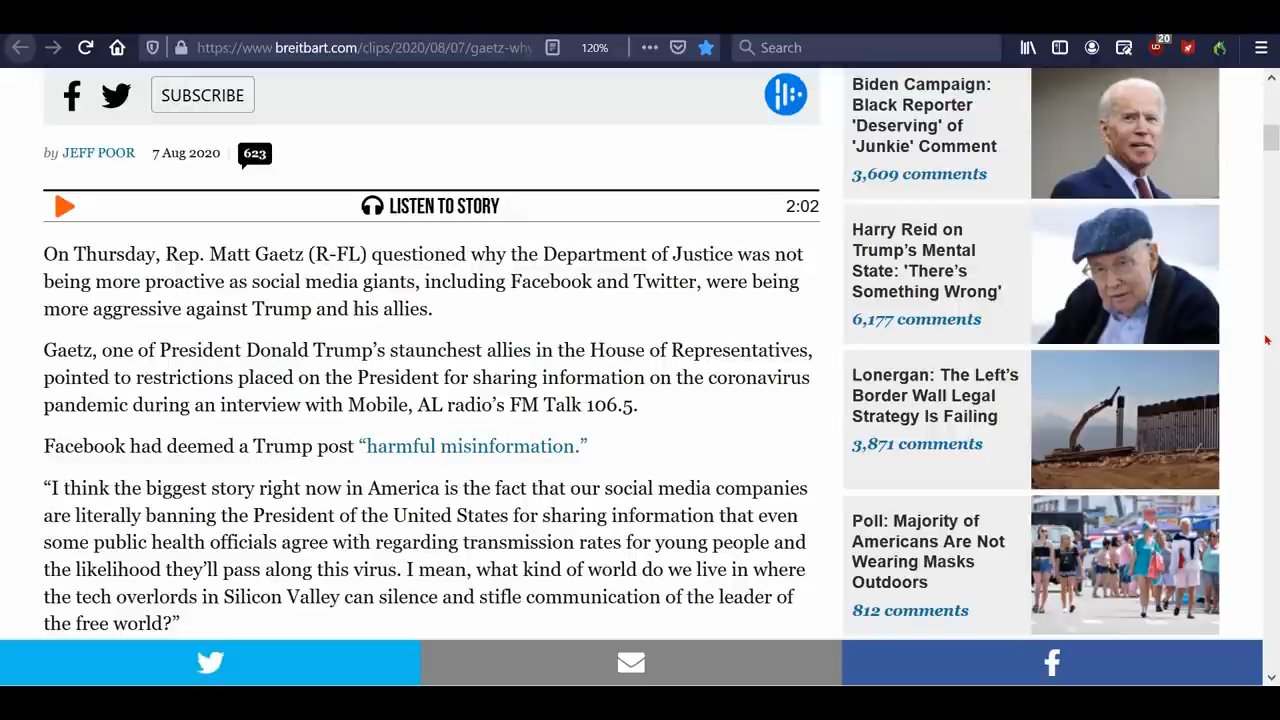 https://www.breitbart.com/clips/2020/08/07/gaetz-why
120%
Search
20
SUBSCRIBE
by JEFF POOR 7 Aug 2020 623
LISTEN TO STORY
2:02
On Thursday, Rep. Matt Gaetz (R-FL) questioned why the Department of Justice was not
being more proactive as social media giants, including Facebook and Twitter, were being
more aggressive against Trump and his allies.
Gaetz, one of President Donald Trump’s staunchest allies in the House of Representatives,
pointed to restrictions placed on the President for sharing information on the coronavirus
pandemic during an interview with Mobile, AL radio’s FM Talk 106.5.
Facebook had deemed a Trump post “harmful misinformation.”
“I think the biggest story right now in America is the fact that our social media companies
are literally banning the President of the United States for sharing information that even
some public health officials agree with regarding transmission rates for young people and
the likelihood they’ll pass along this virus. I mean, what kind of world do we live in where
the tech overlords in Silicon Valley can silence and stifle communication of the leader of
the free world?”
Biden Campaign:
Black Reporter
'Deserving' of
'Junkie' Comment
3,609 comments
Harry Reid on
Trump’s Mental
State: 'There’s
Something Wrong'
6,177 comments
Lonergan: The Left’s
Border Wall Legal
Strategy Is Failing
3,871 comments
Poll: Majority of
Americans Are Not
Wearing Masks
Outdoors
812 comments